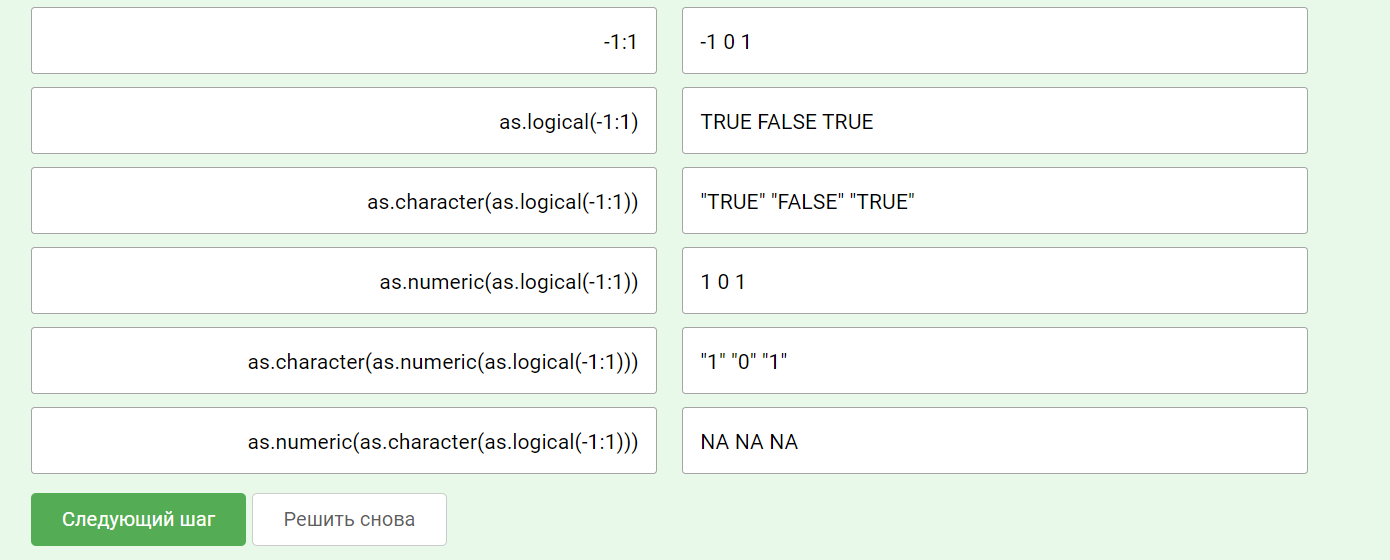 -1:1 -1 0 1
as.logical(-1:1) TRUE FALSE TRUE
as.character(as.logical(-1:1)) "TRUE" "FALSE" "TRUE"
as.numeric(as.logical(-1:1)) 1 0 1
as.character(as.numeric(as.logical(-1:1))) "1" "0" "1"
as.numeric(as.character(as.logical(-1:1))) NA NA NA
Следующий шаг Решить снова